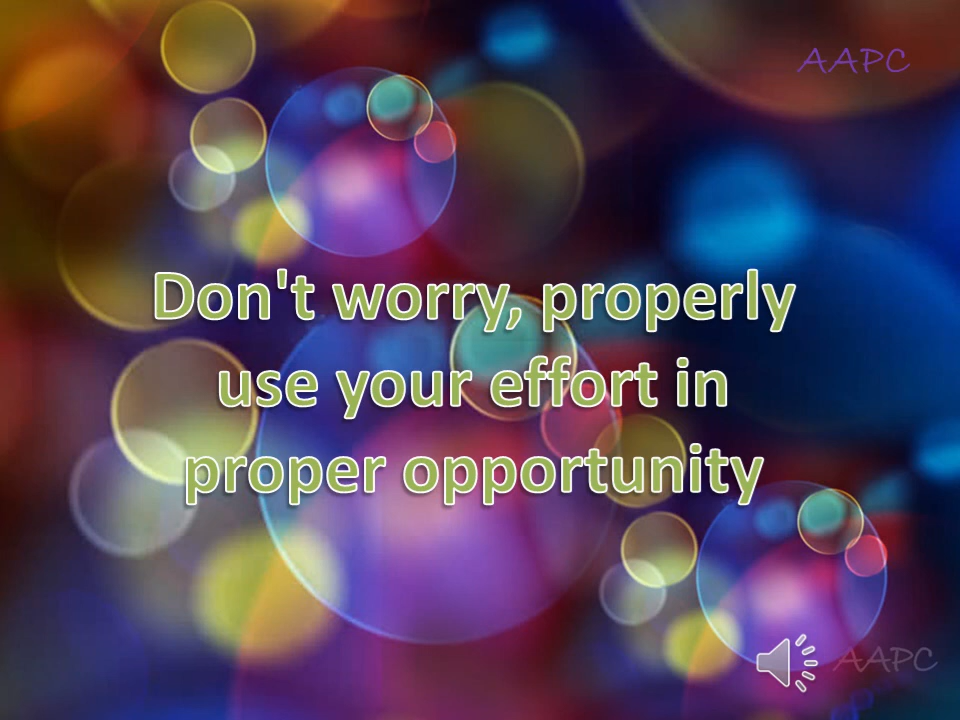 AAPC
Don't worry, properly
use your effort in
proper opportunity
AAPC